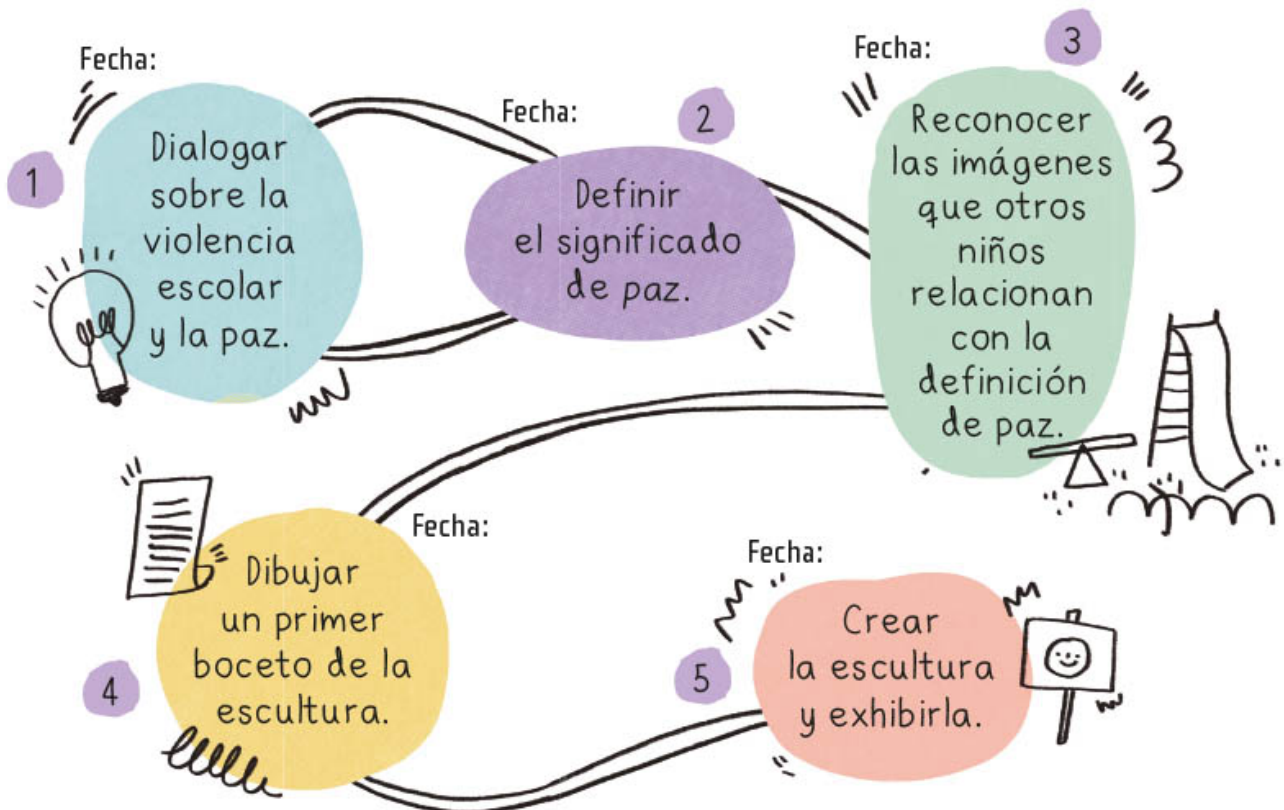 Fecha:
1
Dialogar
sobre la
violencia
escolar
y la paz.
Fecha:
2
Definir
el significado
de paz.
Fecha:
3
Reconocer
las imágenes
que otros
niños
relacionan
con la
definición
de paz.
4
Fecha:
Dibujar
un primer
boceto de la
escultura.
Fecha:
5
Crear
la escultura
y exhibirla.